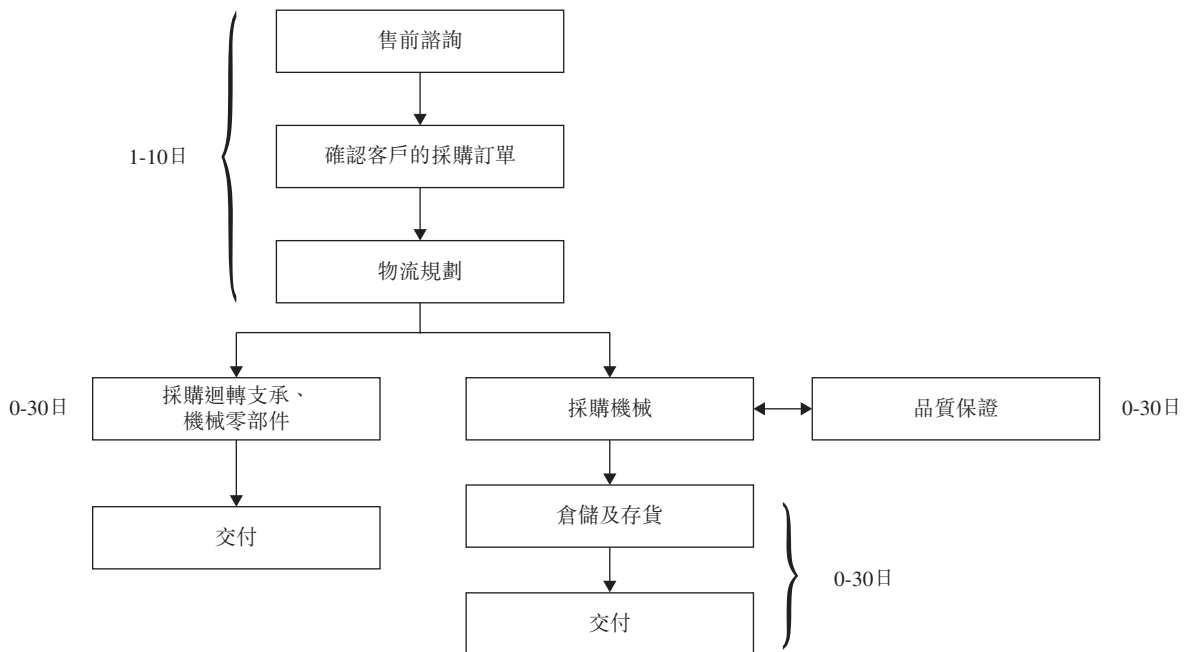 售前諮詢
1-10日
確認客戶的採購訂單
物流規劃
0-30日
採購迴轉支承、
機械零部件
採購機械
品質保證
0-30日
倉儲及存貨
交付
0-30日
交付